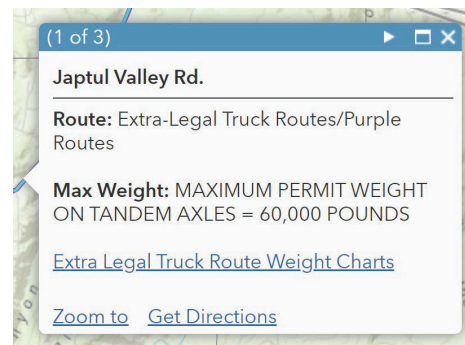 (1 of 3)
Japtul Valley Rd.
Route: Extra-Legal Truck Routes/Purple
Routes
Max Weight: MAXIMUM PERMIT WEIGHT
ON TANDEM AXLES = 60,000 POUNDS
Extra Legal Truck Route Weight Charts
Zoom to Get Directions